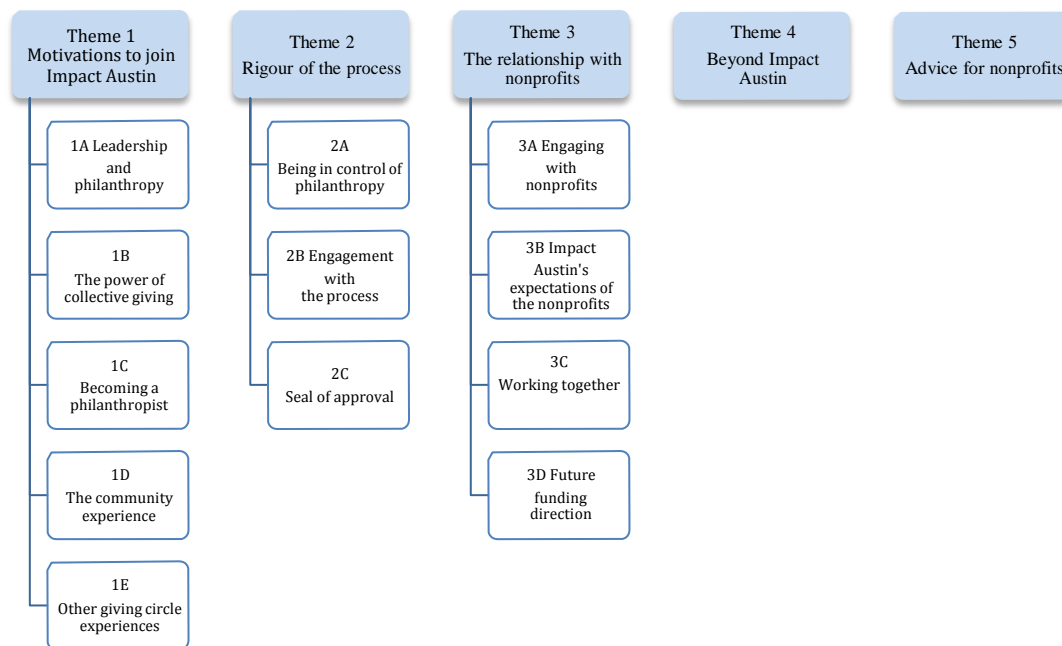 Theme 1
Motivations to join
Impact Austin
1A Leadership
and
philanthropy
1B
The power of
collective giving
1C
Becoming a
philanthropist
1D
The community
experience
1E
Other giving circle
experiences
Theme 2
Rigour of the process
2A
Being in control of
philanthropy
2B Engagement
with
the process
2C
Seal of approval
Theme 3
The relationship with
nonprofits
3A Engaging
with
nonprofits
3B Impact
Austin's
expectations of
the nonprofits
3C
Working together
3D Future
funding
direction
Theme 4
Beyond Impact
Austin
Theme 5
Advice for nonprofits